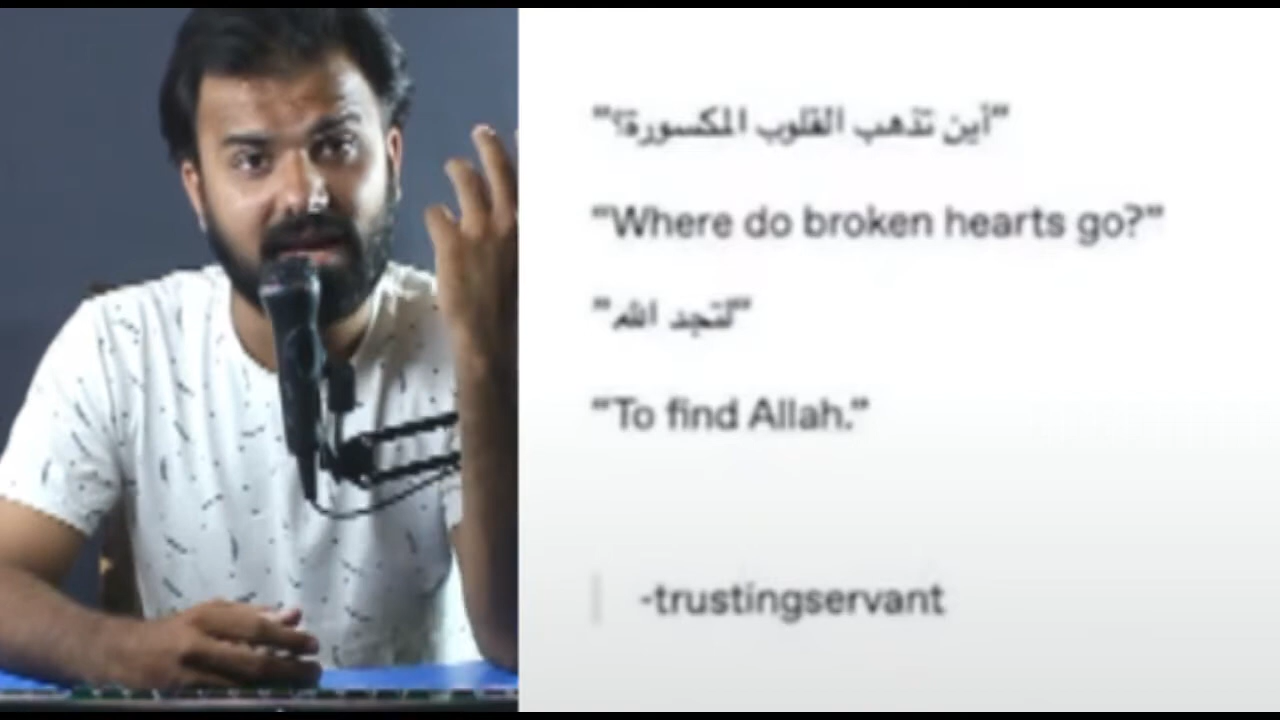 "أين تذهب القلوب المكسورة؟"
“Where do broken hearts go?”
"لتجد الله"
“To find Allah.”
-trustingservant